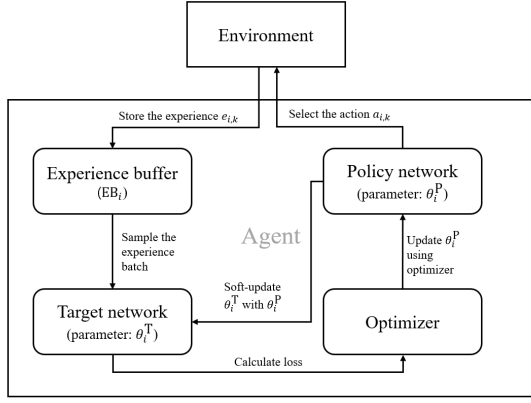 Environment
Store the experience e_{i,k}
Select the action a_{i,k}
Experience buffer
(EB_i)
Policy network
(parameter: θ_i^P)
Sample the
experience
batch
Agent
Update θ_i^P
using
optimizer
Soft-update
θ_i^T with θ_i^P
Target network
(parameter: θ_i^T)
Optimizer
Calculate loss